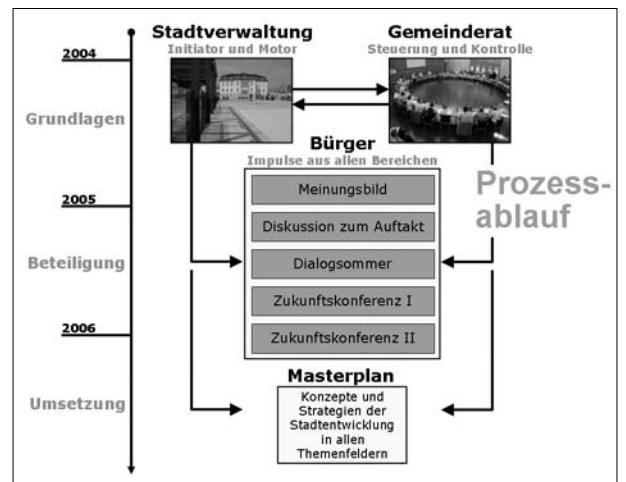 Stadtverwaltung
Initiator und Motor
Gemeinderat
Steuerung und Kontrolle
2004
Grundlagen
Bürger
Impulse aus allen Bereichen
Prozess-
ablauf
Meinungsbild
2005
Diskussion zum Auftakt
Beteiligung
Dialogsommer
Zukunftskonferenz I
2006
Zukunftskonferenz II
Masterplan
Umsetzung
Konzepte und
Strategien der
Stadtentwicklung
in allen
Themenfeldern